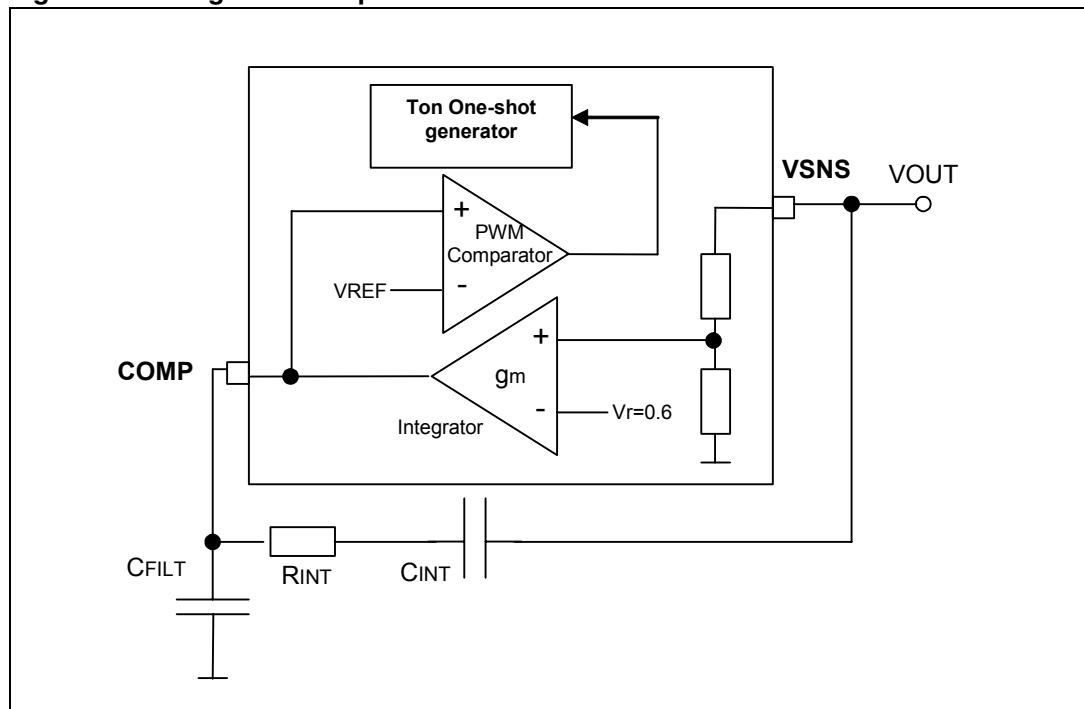 Ton One-shot
generator
VSNS
VOUT
+
PWM
Comparator
VREF
-
COMP
+
gm
-
Vr=0.6
Integrator
CFILT
RINT
CINT